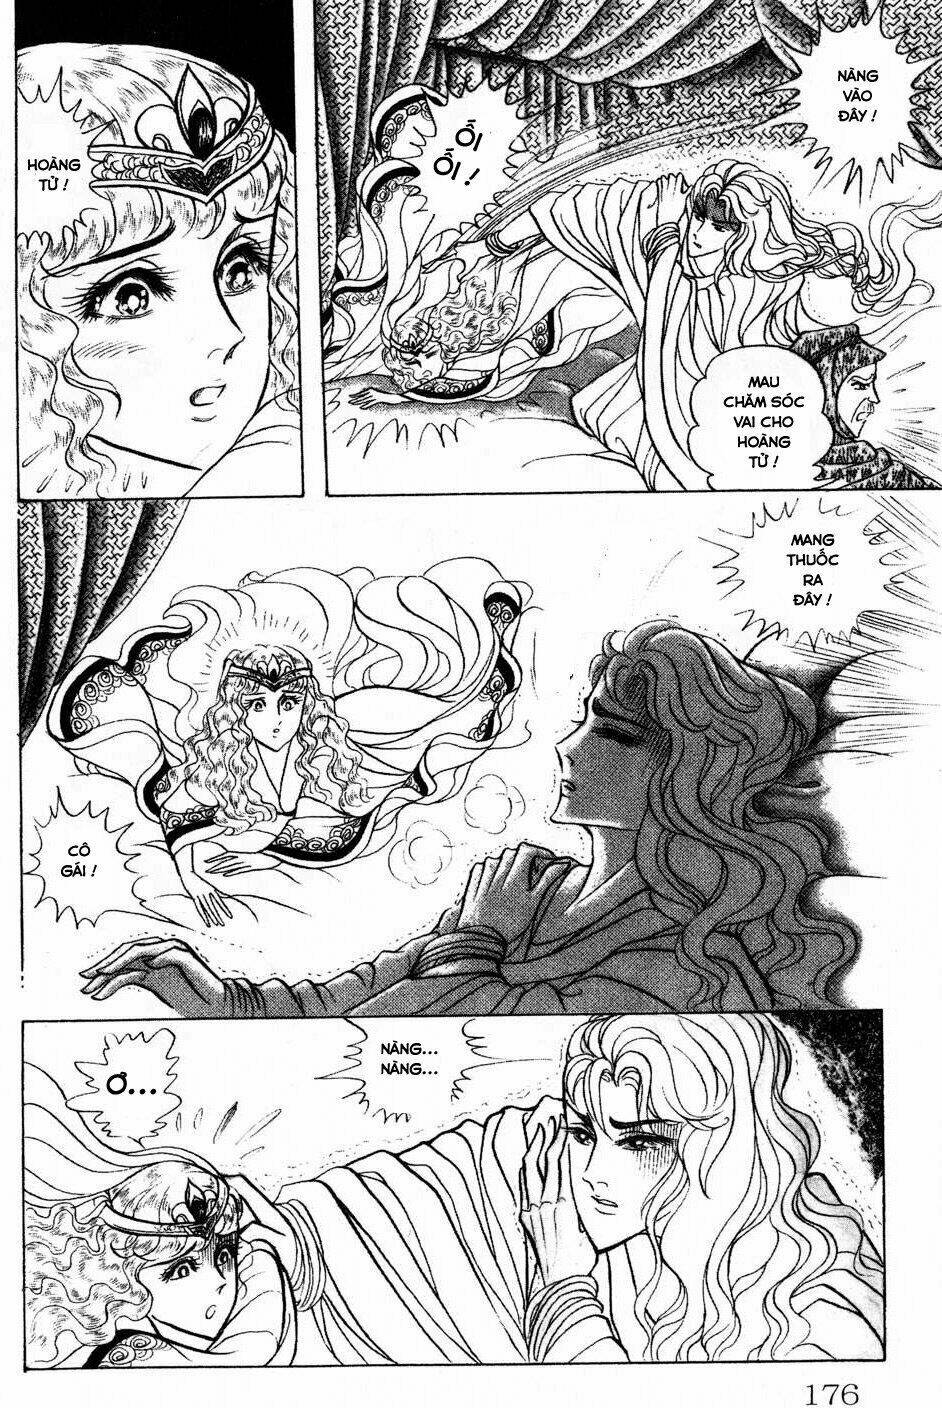 HOÀNG
TỬ !
ỐI
ỐI !
NÀNG
VÀO
ĐÂY !
MAU
CHĂM SÓC
VAI CHO
HOÀNG
TỬ !
MANG
THUỐC
RA
ĐÂY !
CÔ
GÁI !
Ơ...
NÀNG...
NÀNG...
176